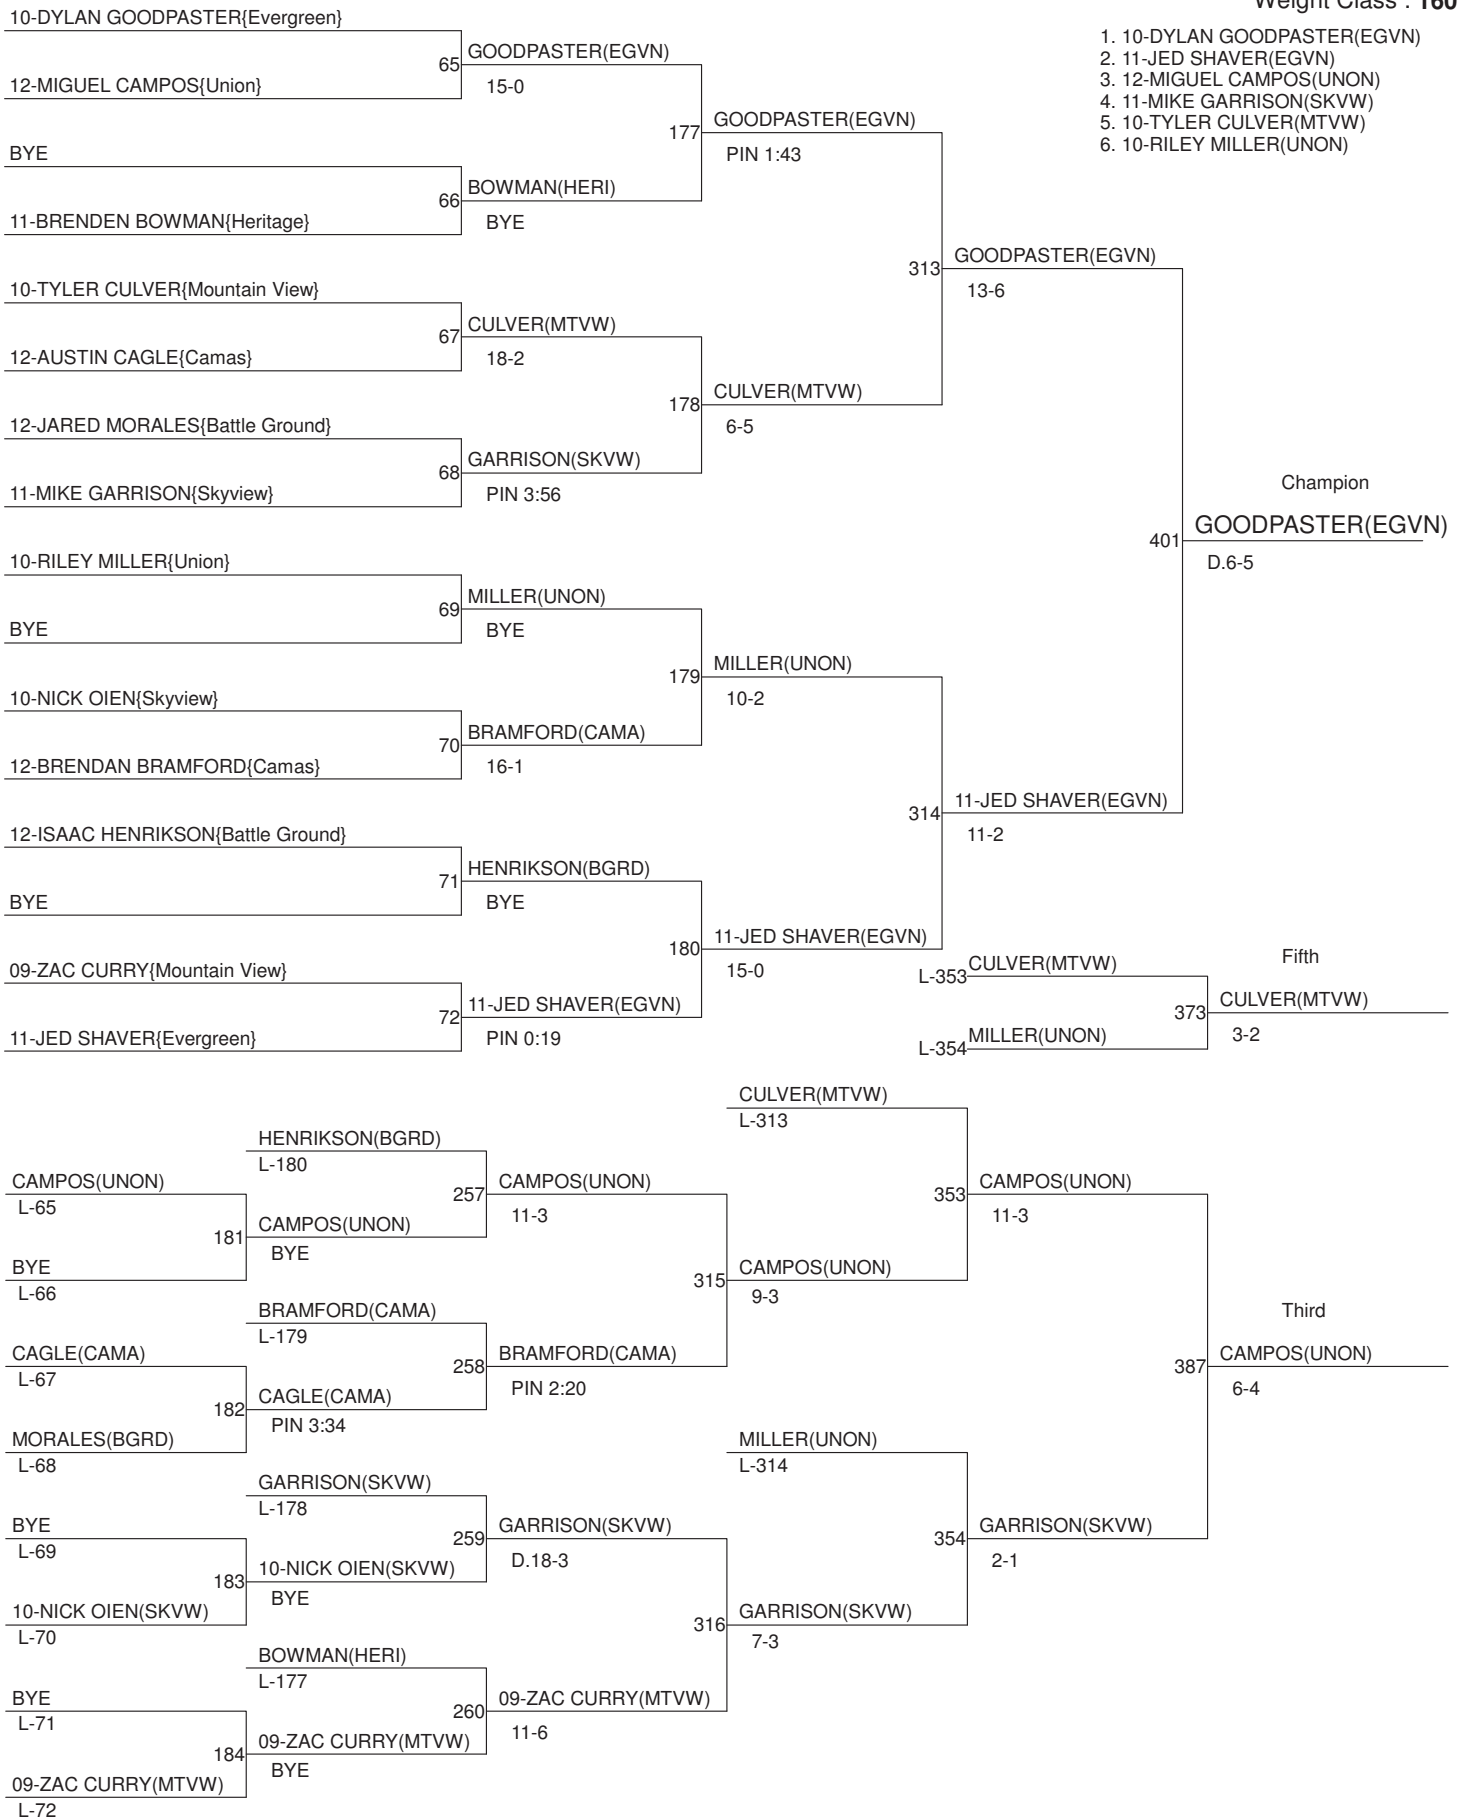 Weight Class : 160
1. 10-DYLAN GOODPASTER(EGVN)
2. 11-JED SHAVER(EGVN)
3. 12-MIGUEL CAMPOS(UNON)
4. 11-MIKE GARRISON(SKVW)
5. 10-TYLER CULVER(MTVW)
6. 10-RILEY MILLER(UNON)
10-DYLAN GOODPASTER{Evergreen}
65
GOODPASTER(EGVN)
15-0
12-MIGUEL CAMPOS{Union}
177
GOODPASTER(EGVN)
PIN 1:43
BYE
66
BOWMAN(HERI)
BYE
11-BRENDEN BOWMAN{Heritage}
313
GOODPASTER(EGVN)
13-6
10-TYLER CULVER{Mountain View}
67
CULVER(MTVW)
18-2
12-AUSTIN CAGLE{Camas}
178
CULVER(MTVW)
6-5
12-JARED MORALES{Battle Ground}
68
GARRISON(SKVW)
PIN 3:56
11-MIKE GARRISON{Skyview}
Champion
401
GOODPASTER(EGVN)
D.6-5
10-RILEY MILLER{Union}
69
MILLER(UNON)
BYE
BYE
179
MILLER(UNON)
10-2
10-NICK OIEN{Skyview}
70
BRAMFORD(CAMA)
16-1
12-BRENDAN BRAMFORD{Camas}
314
11-JED SHAVER(EGVN)
11-2
12-ISAAC HENRIKSON{Battle Ground}
71
HENRIKSON(BGRD)
BYE
BYE
180
11-JED SHAVER(EGVN)
15-0
09-ZAC CURRY{Mountain View}
72
11-JED SHAVER(EGVN)
PIN 0:19
11-JED SHAVER{Evergreen}
Fifth
L-353
CULVER(MTVW)
373
CULVER(MTVW)
3-2
L-354
MILLER(UNON)
CULVER(MTVW)
L-313
HENRIKSON(BGRD)
L-180
CAMPOS(UNON)
L-65
257
CAMPOS(UNON)
11-3
353
CAMPOS(UNON)
11-3
181
CAMPOS(UNON)
BYE
BYE
L-66
315
CAMPOS(UNON)
9-3
BRAMFORD(CAMA)
L-179
Third
CAGLE(CAMA)
L-67
258
BRAMFORD(CAMA)
PIN 2:20
387
CAMPOS(UNON)
6-4
182
CAGLE(CAMA)
PIN 3:34
MORALES(BGRD)
L-68
MILLER(UNON)
L-314
GARRISON(SKVW)
L-178
BYE
L-69
259
GARRISON(SKVW)
D.18-3
354
GARRISON(SKVW)
2-1
183
10-NICK OIEN(SKVW)
BYE
10-NICK OIEN(SKVW)
L-70
316
GARRISON(SKVW)
7-3
BOWMAN(HERI)
L-177
BYE
L-71
260
09-ZAC CURRY(MTVW)
11-6
184
09-ZAC CURRY(MTVW)
BYE
09-ZAC CURRY(MTVW)
L-72